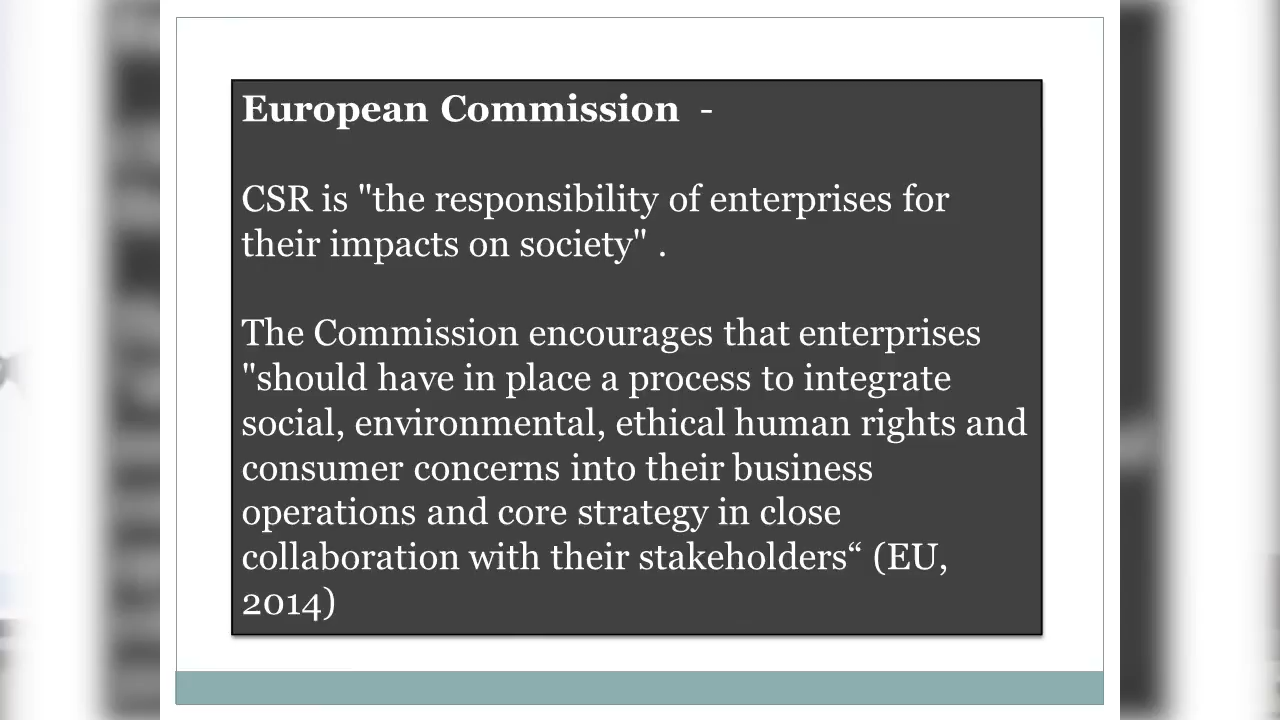 European Commission -
CSR is "the responsibility of enterprises for
their impacts on society" .
The Commission encourages that enterprises
"should have in place a process to integrate
social, environmental, ethical human rights and
consumer concerns into their business
operations and core strategy in close
collaboration with their stakeholders“ (EU,
2014)